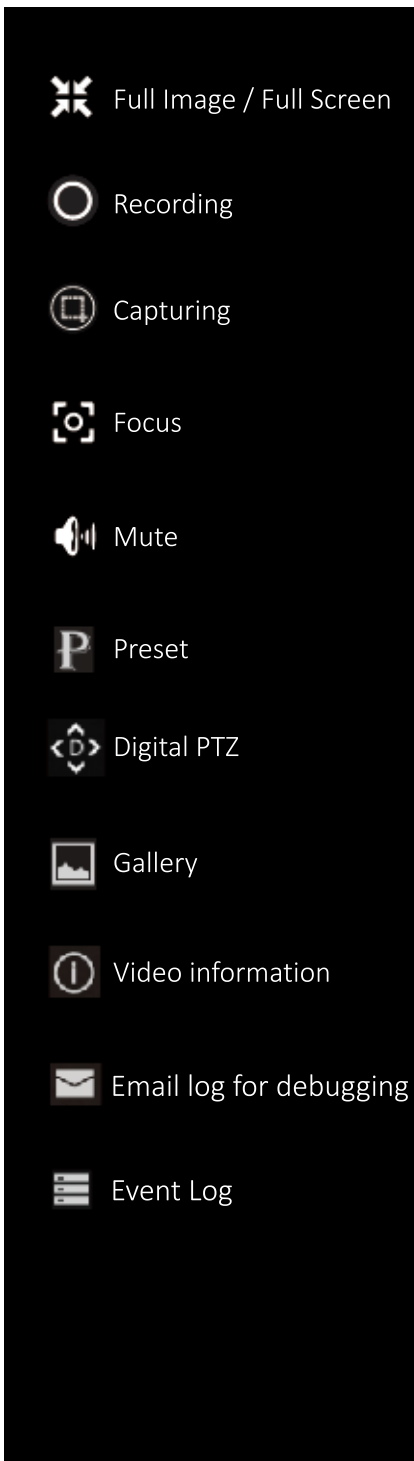 Full Image / Full Screen
Recording
Capturing
Focus
Mute
P Preset
D Digital PTZ
Gallery
Video information
Email log for debugging
Event Log